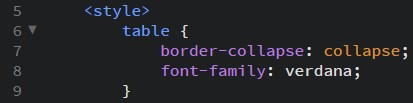 5 <style>
6 ▼ table {
7 border-collapse: collapse;
8 font-family: verdana;
9 }